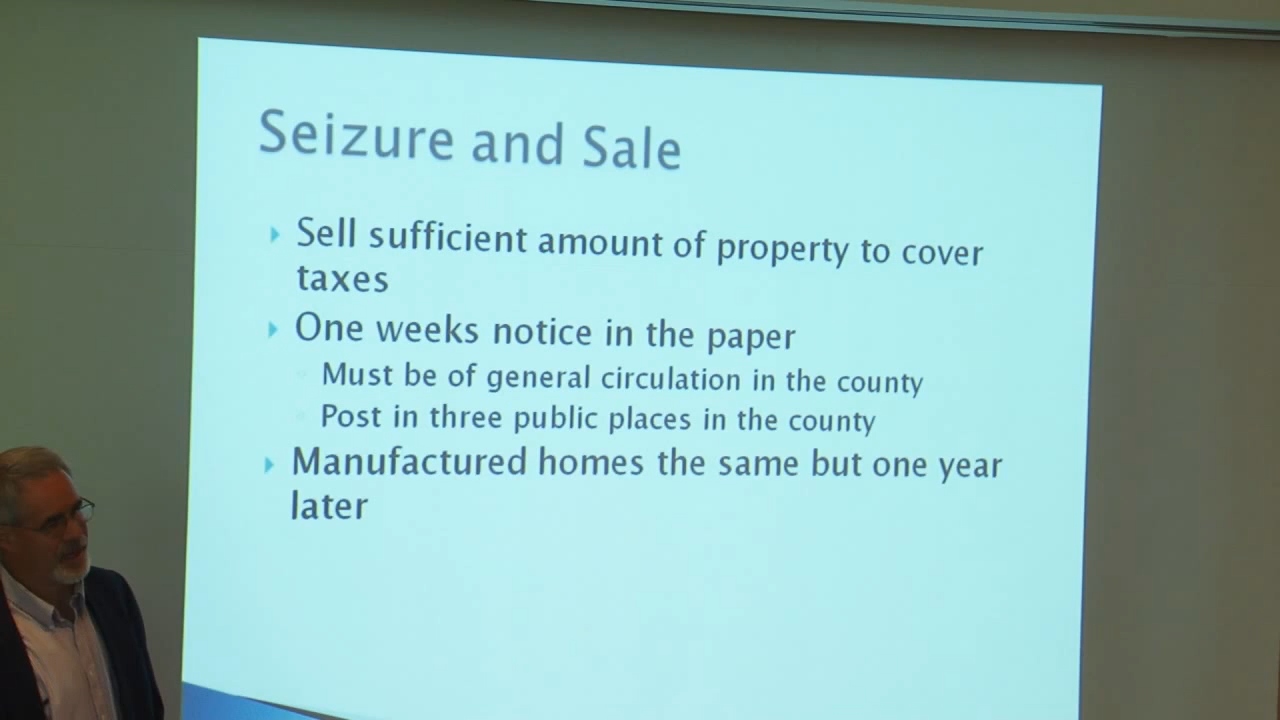 Seizure and Sale
Sell sufficient amount of property to cover
taxes
One weeks notice in the paper
Must be of general circulation in the county
Post in three public places in the county
Manufactured homes the same but one year
later